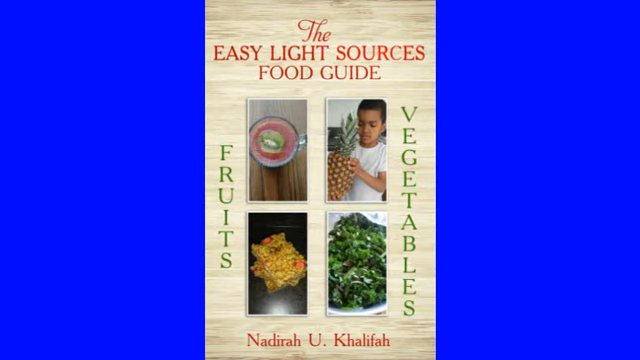 The
EASY LIGHT SOURCES
FOOD GUIDE
FRUITS
VEGETABLES
Nadirah U. Khalifah